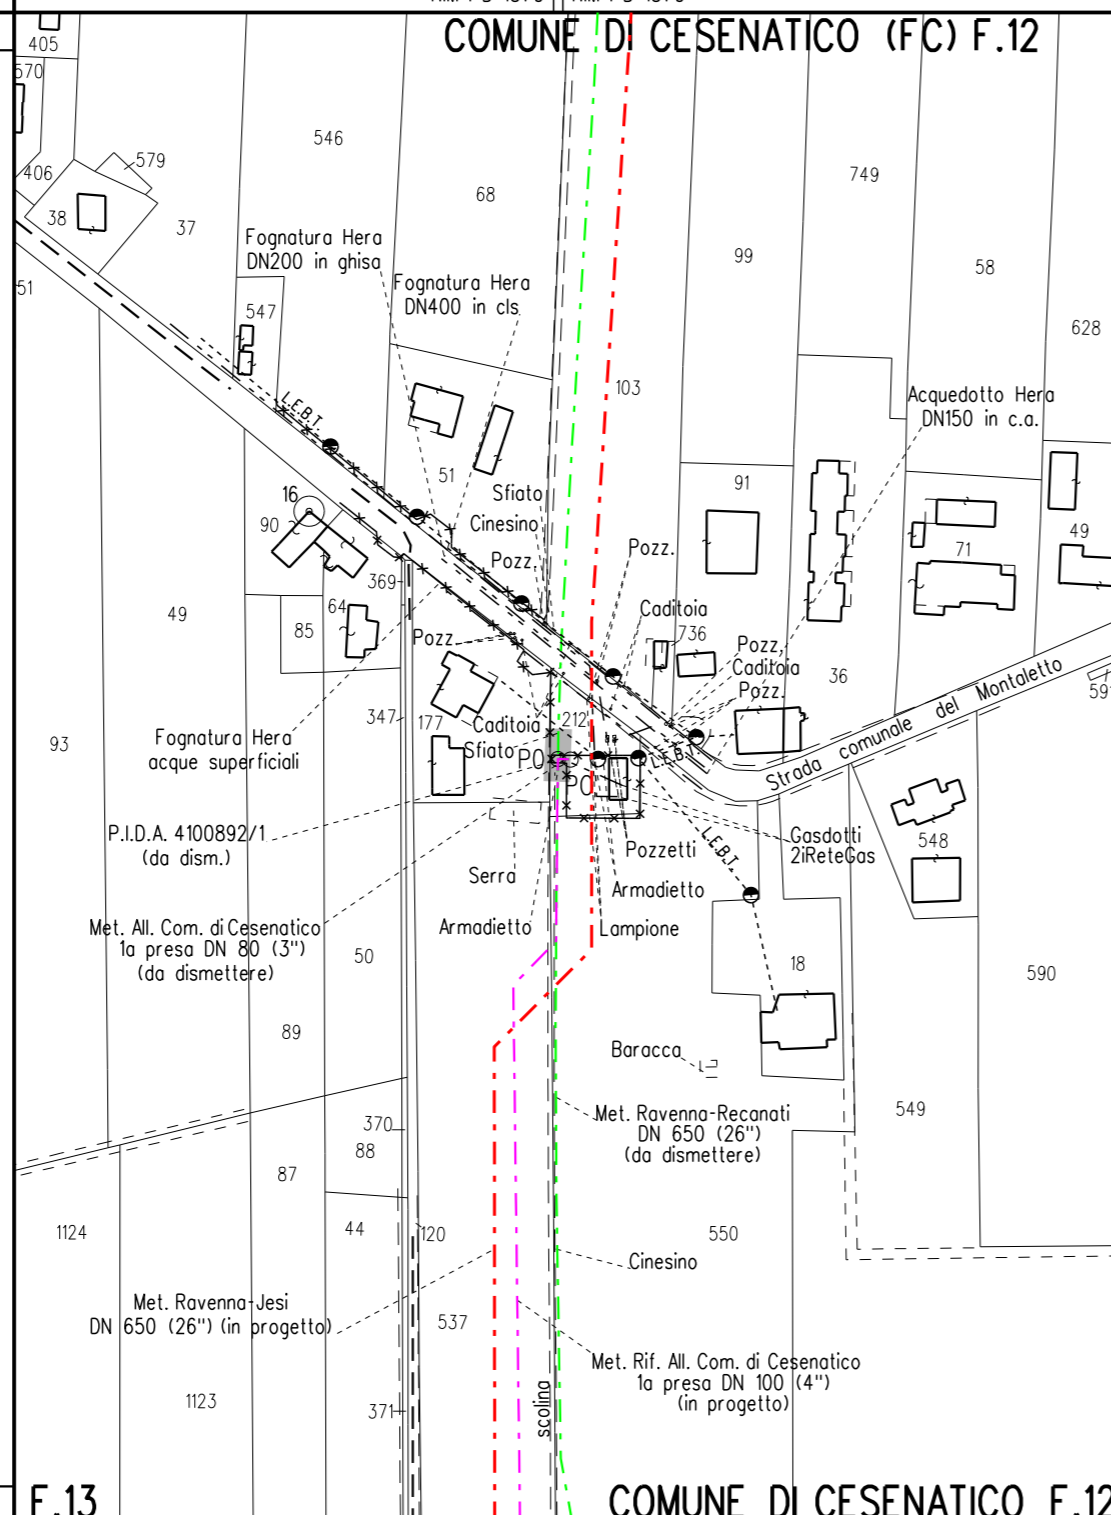 COMUNE DI CESENATICO (FC) F.12
405
570
546
579
406
68
749
38
37
Fognatura Hera
DN200 in ghisa
99
58
Fognatura Hera
DN400 in cls
51
547
628
103
Acquedotto Hera
DN150 in c.a.
L.E.B.T.
51
91
Sfiato
16
Cinesino
90
49
71
Pozz.
Pozz.
369
64
Caditoia
49
85
Pozz.
736
Pozz.
Caditoia
36
Pozz.
591
Strada comunale del Montaletto
347
177
Caditoia
212
93
Fognatura Hera
acque superficiali
Sfiato
P0
L.E.B.T.
P0
P.I.D.A. 4100892/1
(da dism.)
L.E.B.T.
Gasdotti
2iReteGas
548
Pozzetti
Serra
Armadietto
Met. All. Com. di Cesenatico
1a presa DN 80 (3")
(da dismettere)
Armadietto
Lampione
50
18
590
89
Baracca
Met. Ravenna-Recanati
DN 650 (26")
(da dismettere)
549
370
88
87
1124
44
120
550
Cinesino
Met. Ravenna-Jesi
DN 650 (26") (in progetto)
537
Met. Rif. All. Com. di Cesenatico
1a presa DN 100 (4")
(in progetto)
1123
371
scolina
F.13
COMUNE DI CESENATICO F.12